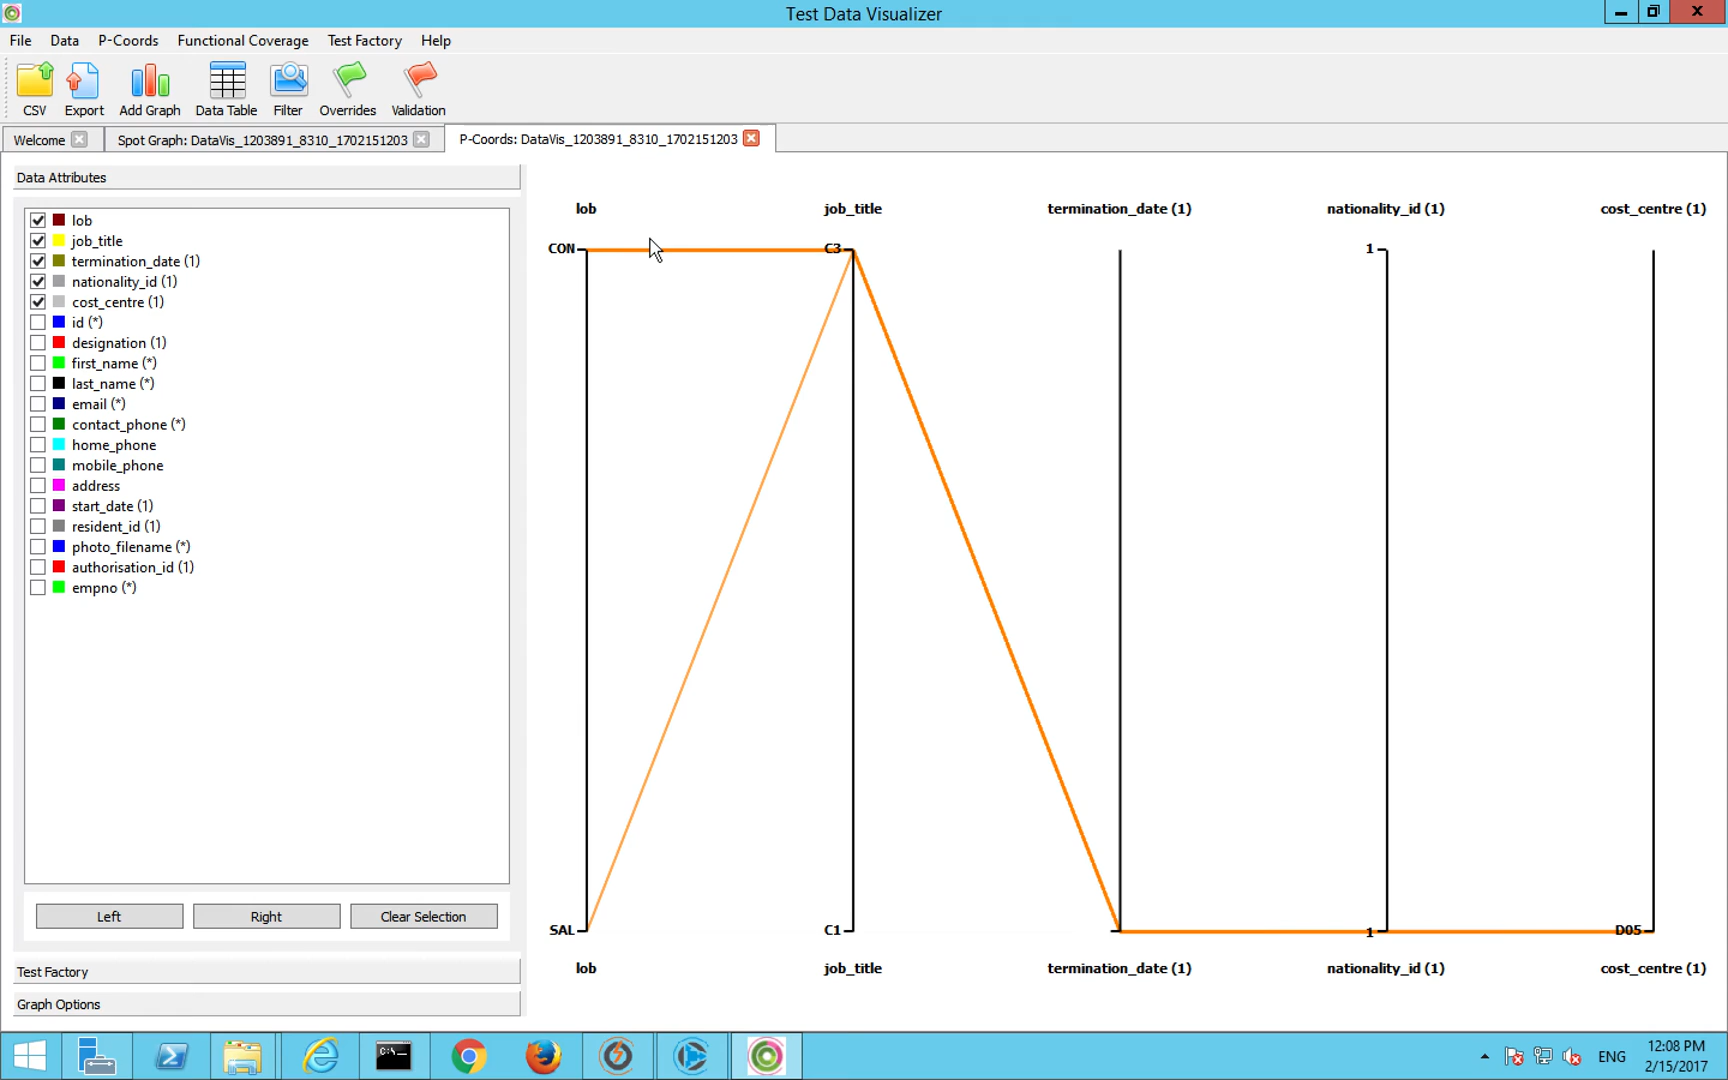 Test Data Visualizer
File Data P-Coords Functional Coverage Test Factory Help
CSV Export Add Graph Data Table Filter Overrides Validation
Welcome Spot Graph: DataVis_1203891_8310_1702151203 P-Coords: DataVis_1203891_8310_1702151203
Data Attributes
lob
job_title
termination_date (1)
nationality_id (1)
cost_centre (1)
id (*)
designation (1)
first_name (*)
last_name (*)
email (*)
contact_phone (*)
home_phone
mobile_phone
address
start_date (1)
resident_id (1)
photo_filename (*)
authorisation_id (1)
empno (*)
Left Right Clear Selection
Test Factory
Graph Options
lob job_title termination_date (1) nationality_id (1) cost_centre (1)
CON C3 1
SAL C1 1 D05
lob job_title termination_date (1) nationality_id (1) cost_centre (1)
C:\_
ENG
12:08 PM
2/15/2017